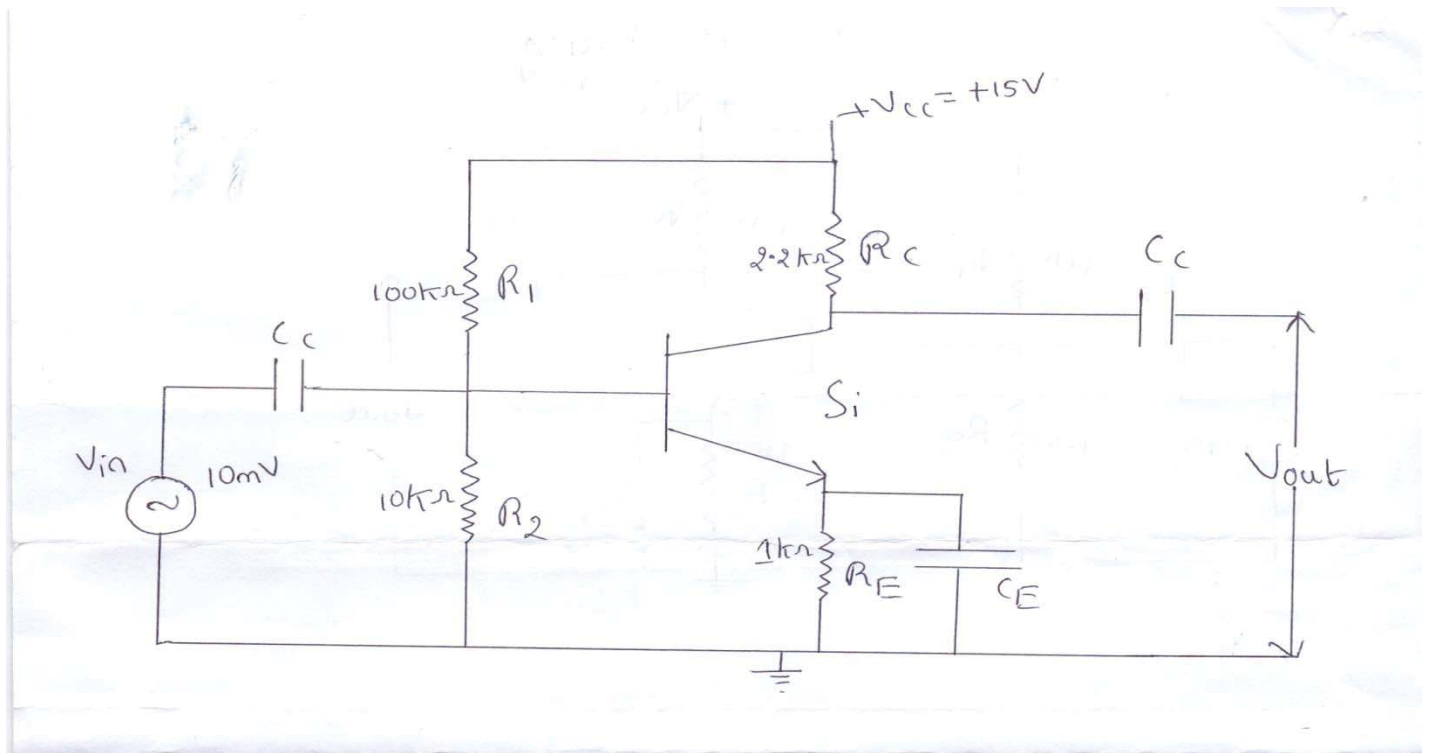 +Vcc = +15V
2.2kΩ Rc
Cc
100kΩ R1
Cc
Si
Vin 10mV
Vout
10kΩ R2
1kΩ RE CE